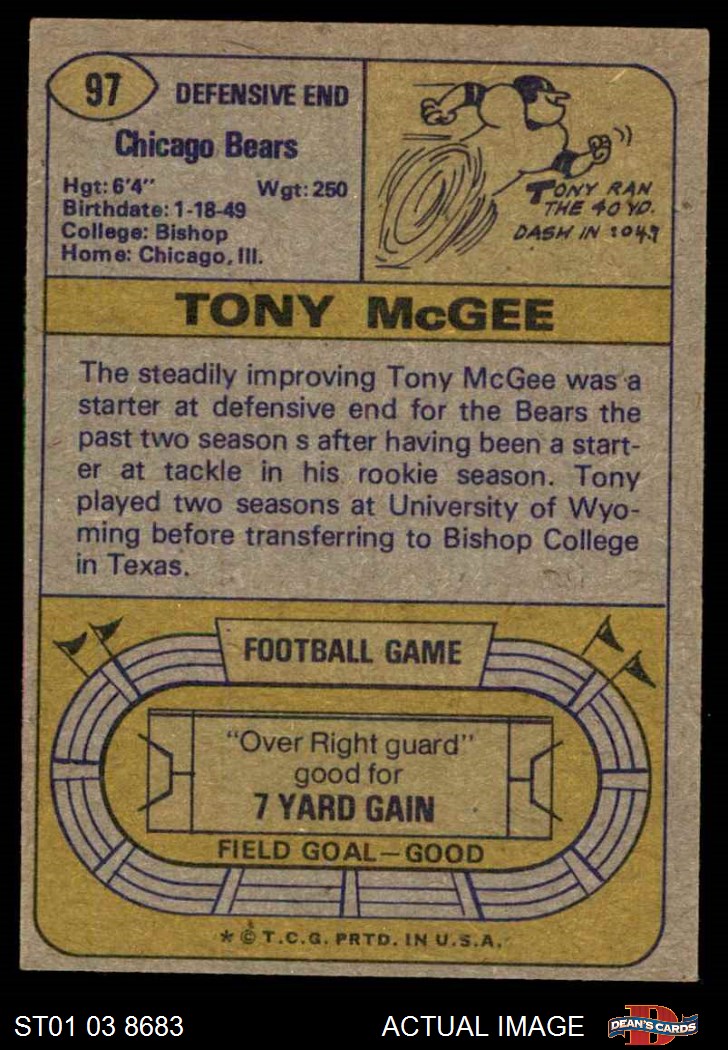 97
DEFENSIVE END
Chicago Bears
Hgt: 6'4" Wgt: 250
Birthdate: 1-18-49
College: Bishop
Home: Chicago, Ill.
TONY RAN
THE 40 YD.
DASH IN
TONY McGEE
The steadily improving Tony McGee was a
starter at defensive end for the Bears the
past two season s after having been a start-
er at tackle in his rookie season. Tony
played two seasons at University of Wyo-
ming before transferring to Bishop College
in Texas.
FOOTBALL GAME
"Over Right guard"
good for
7 YARD GAIN
FIELD GOAL—GOOD
* © T.C.G. PRTD. IN U.S.A.
ST01 03 8683
ACTUAL IMAGE
D
DEAN'S CARDS